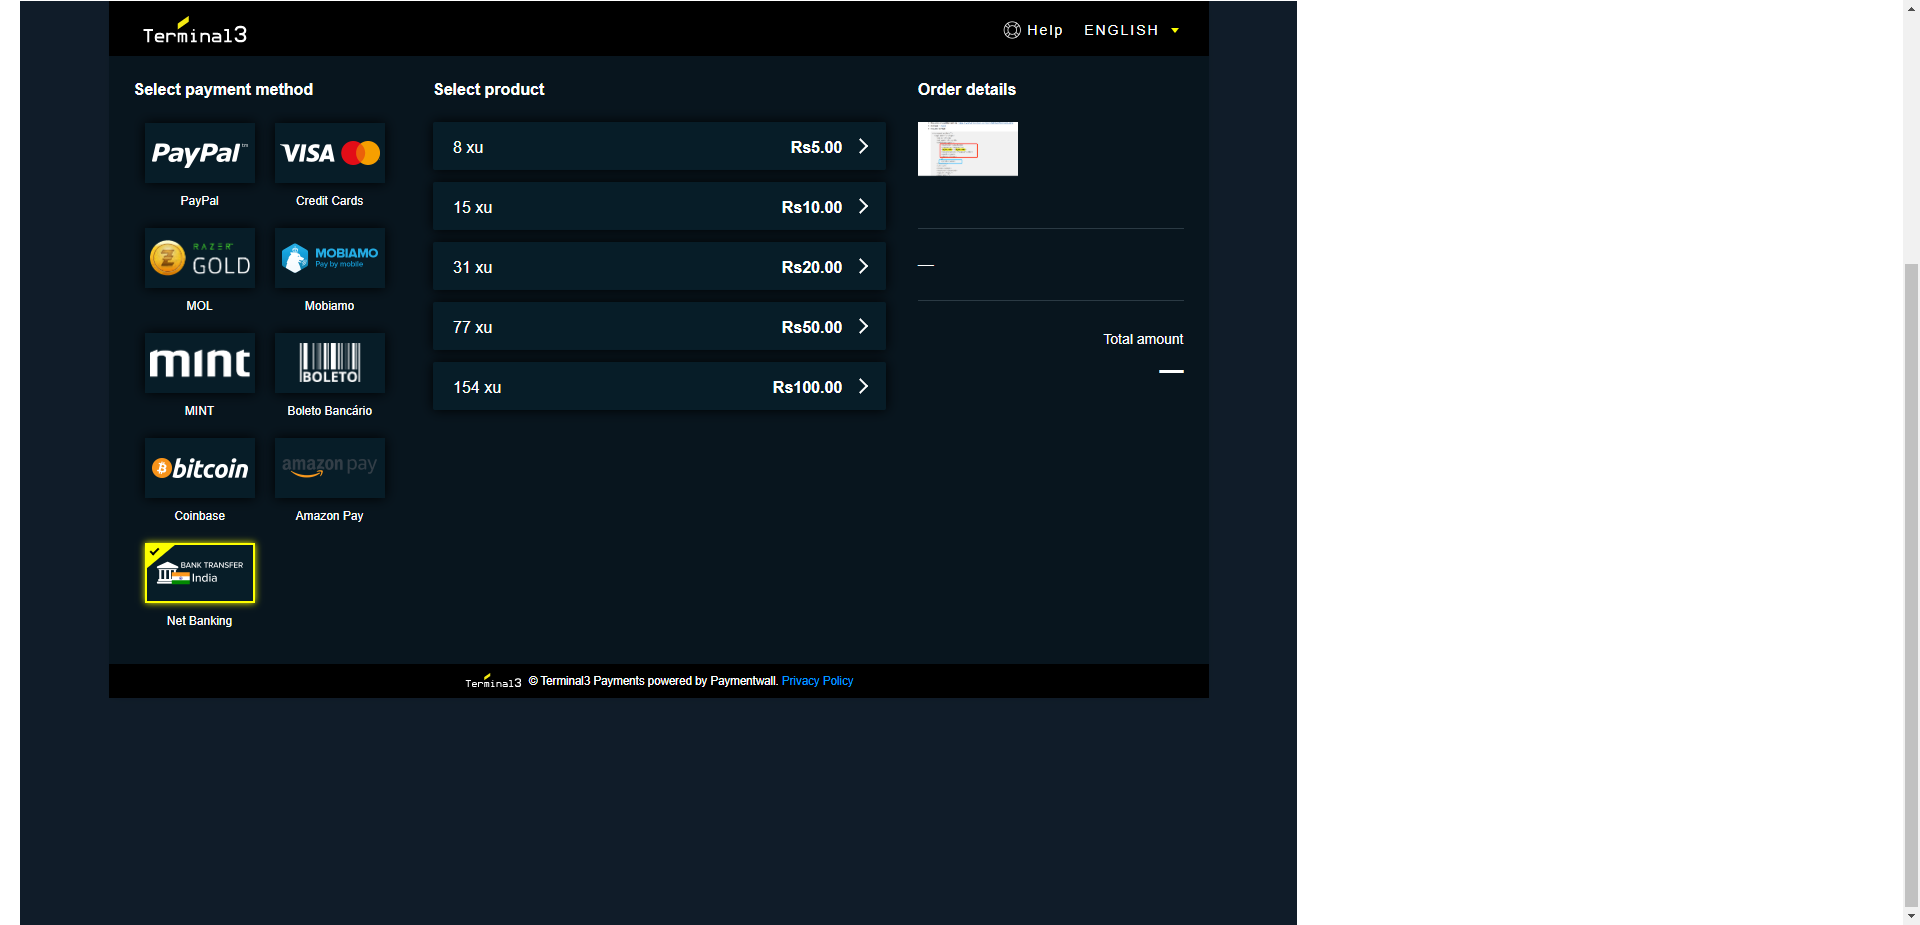 Terminal3
Help
ENGLISH
Select payment method
PayPal™
PayPal
VISA
Credit Cards
RAZER
GOLD
MOL
MOBIAMO
Pay by mobile
Mobiamo
mint
MINT
BOLETO
Boleto Bancário
bitcoin
Coinbase
amazon pay
Amazon Pay
BANK TRANSFER
India
Net Banking
Select product
8 xu Rs5.00
15 xu Rs10.00
31 xu Rs20.00
77 xu Rs50.00
154 xu Rs100.00
Order details
—
Total amount
—
Terminal3 © Terminal3 Payments powered by Paymentwall. Privacy Policy